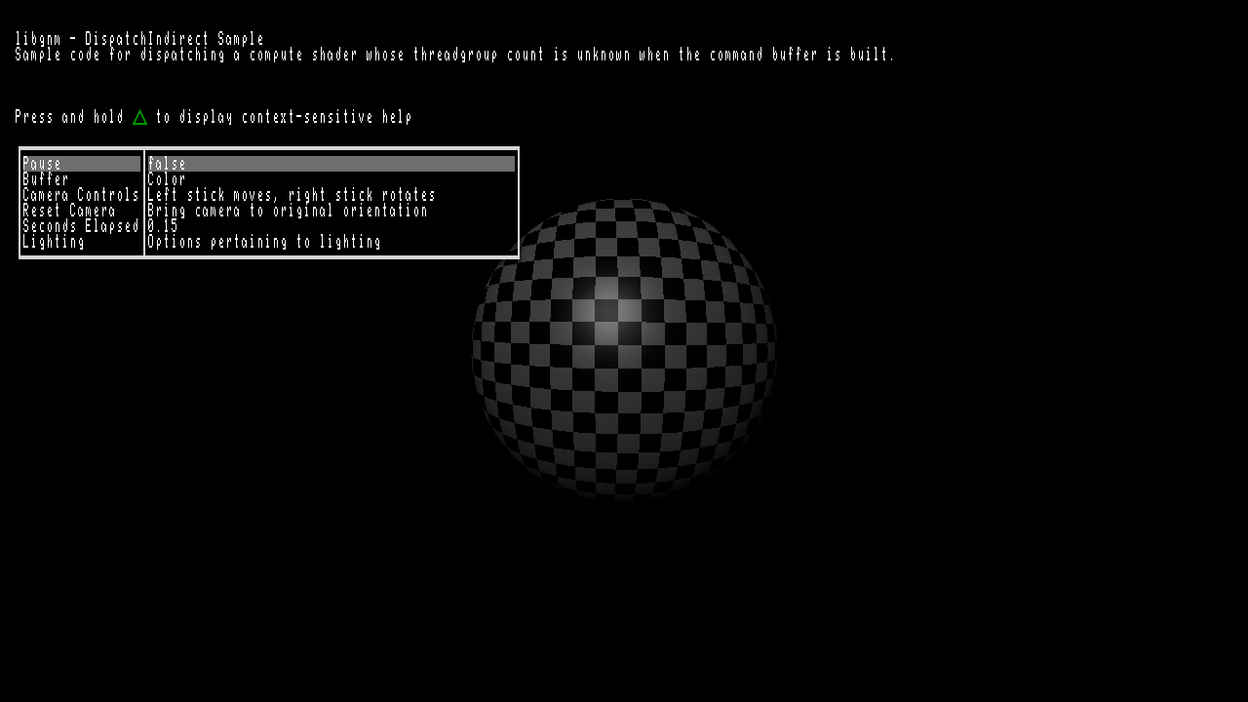 libgnm - DispatchIndirect Sample
Sample code for dispatching a compute shader whose threadgroup count is unknown when the command buffer is built.
Press and hold △ to display context-sensitive help
Pause false
Buffer Color
Camera Controls Left stick moves, right stick rotates
Reset Camera Bring camera to original orientation
Seconds Elapsed 0.15
Lighting Options pertaining to lighting